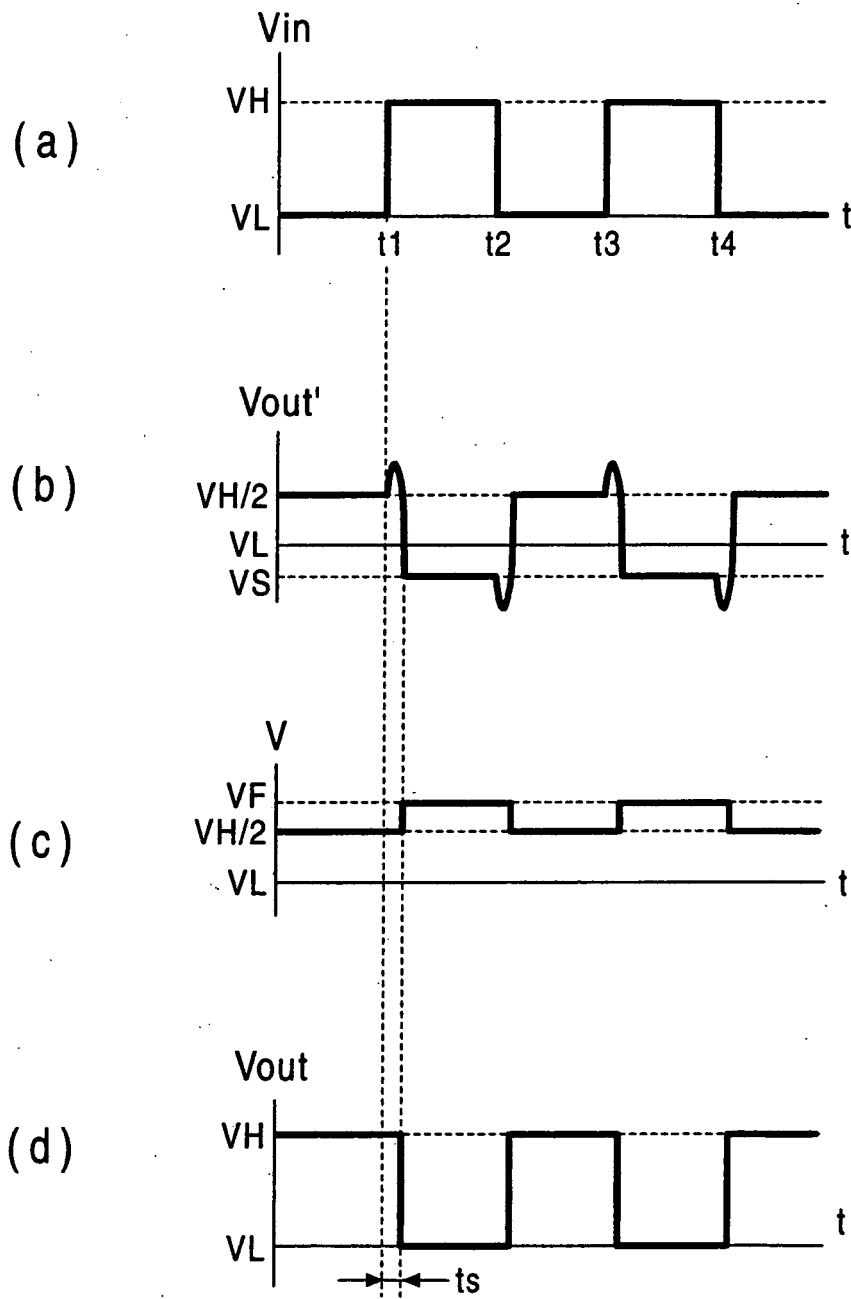 Vin
VH
(a)
VL
t
t1 t2 t3 t4
Vout'
(b)
VH/2
VL
t
VS
V
VF
VH/2
(c)
VL
t
Vout
VH
(d)
t
VL
ts